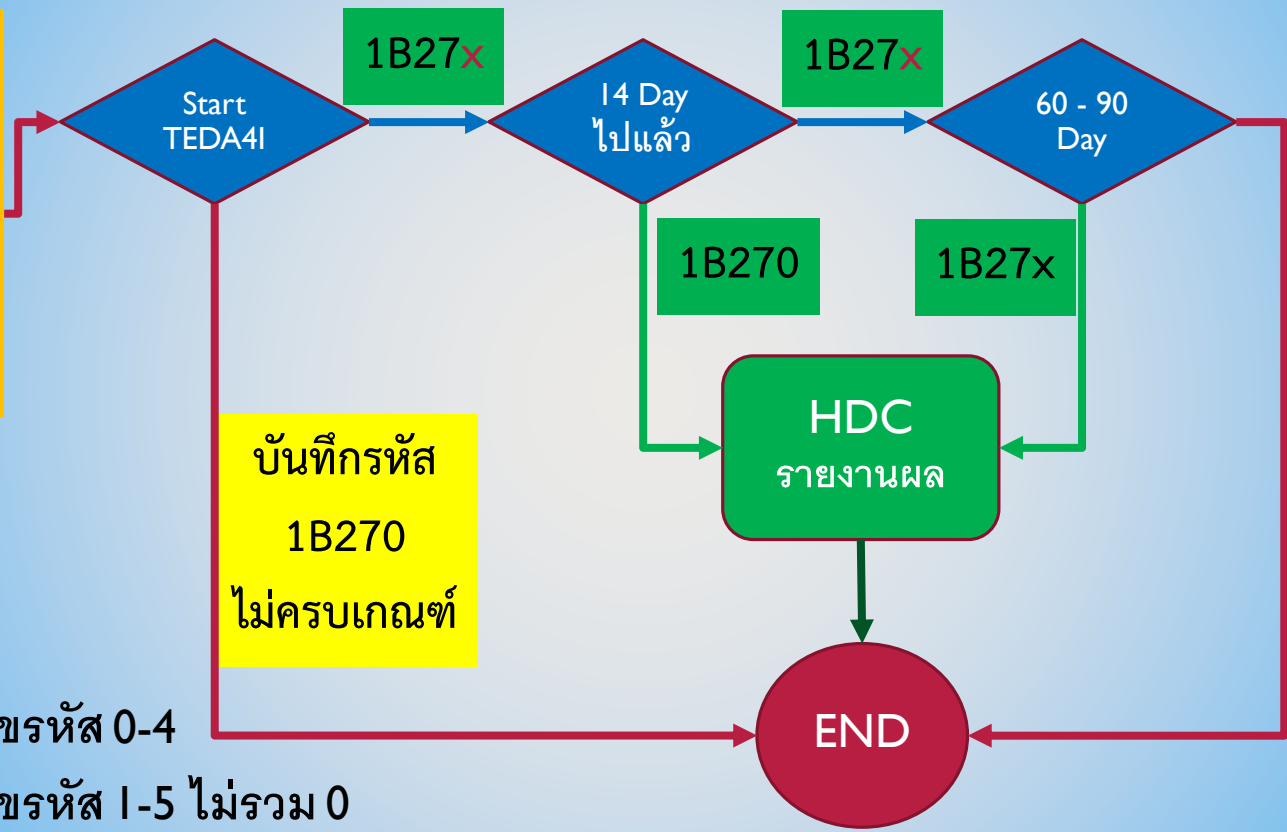 1B27x
1B27x
Start
TEDA4I
14 Day
ไปแล้ว
60 - 90
Day
1B270
1B27x
HDC
รายงานผล
บันทึกรหัส
1B270
ไม่ครบเกณฑ์
END
ขรหัส 0-4
ขรหัส 1-5 ไม่รวม 0